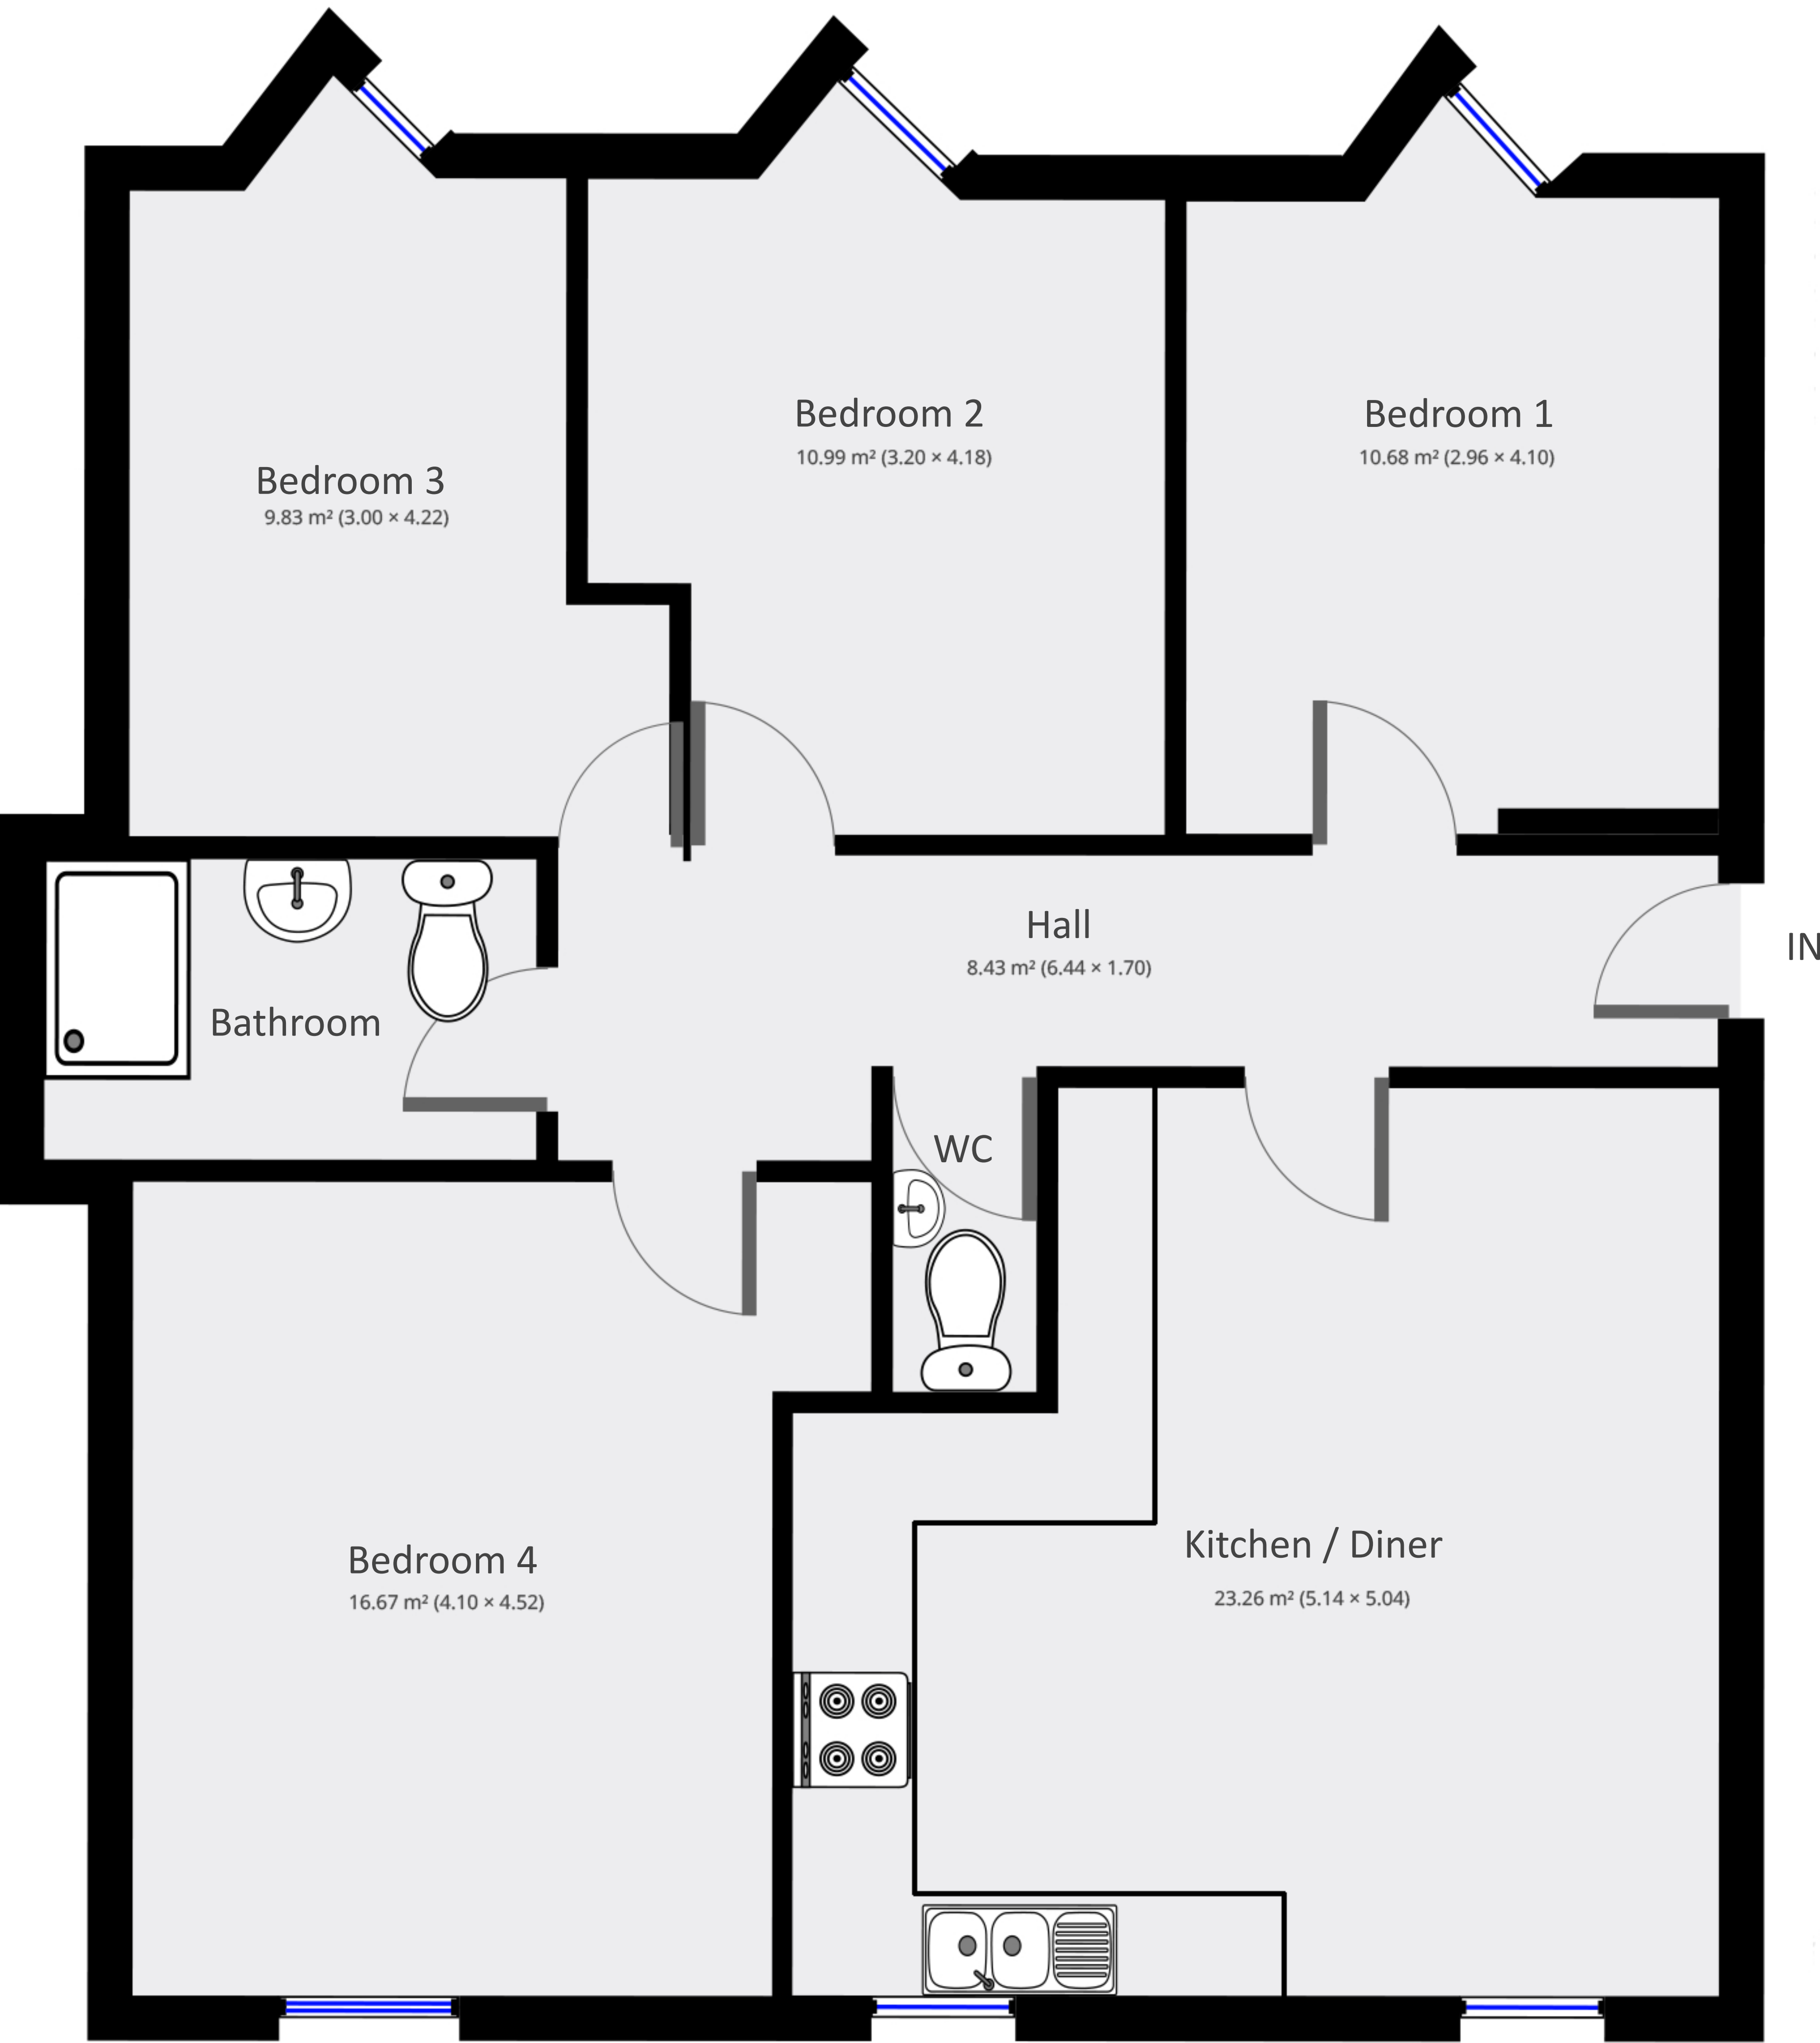 Bedroom 2
10.99 m² (3.20 × 4.18)
Bedroom 1
10.68 m² (2.96 × 4.10)
Bedroom 3
9.83 m² (3.00 × 4.22)
Hall
8.43 m² (6.44 × 1.70)
IN
Bathroom
WC
Kitchen / Diner
23.26 m² (5.14 × 5.04)
Bedroom 4
16.67 m² (4.10 × 4.52)